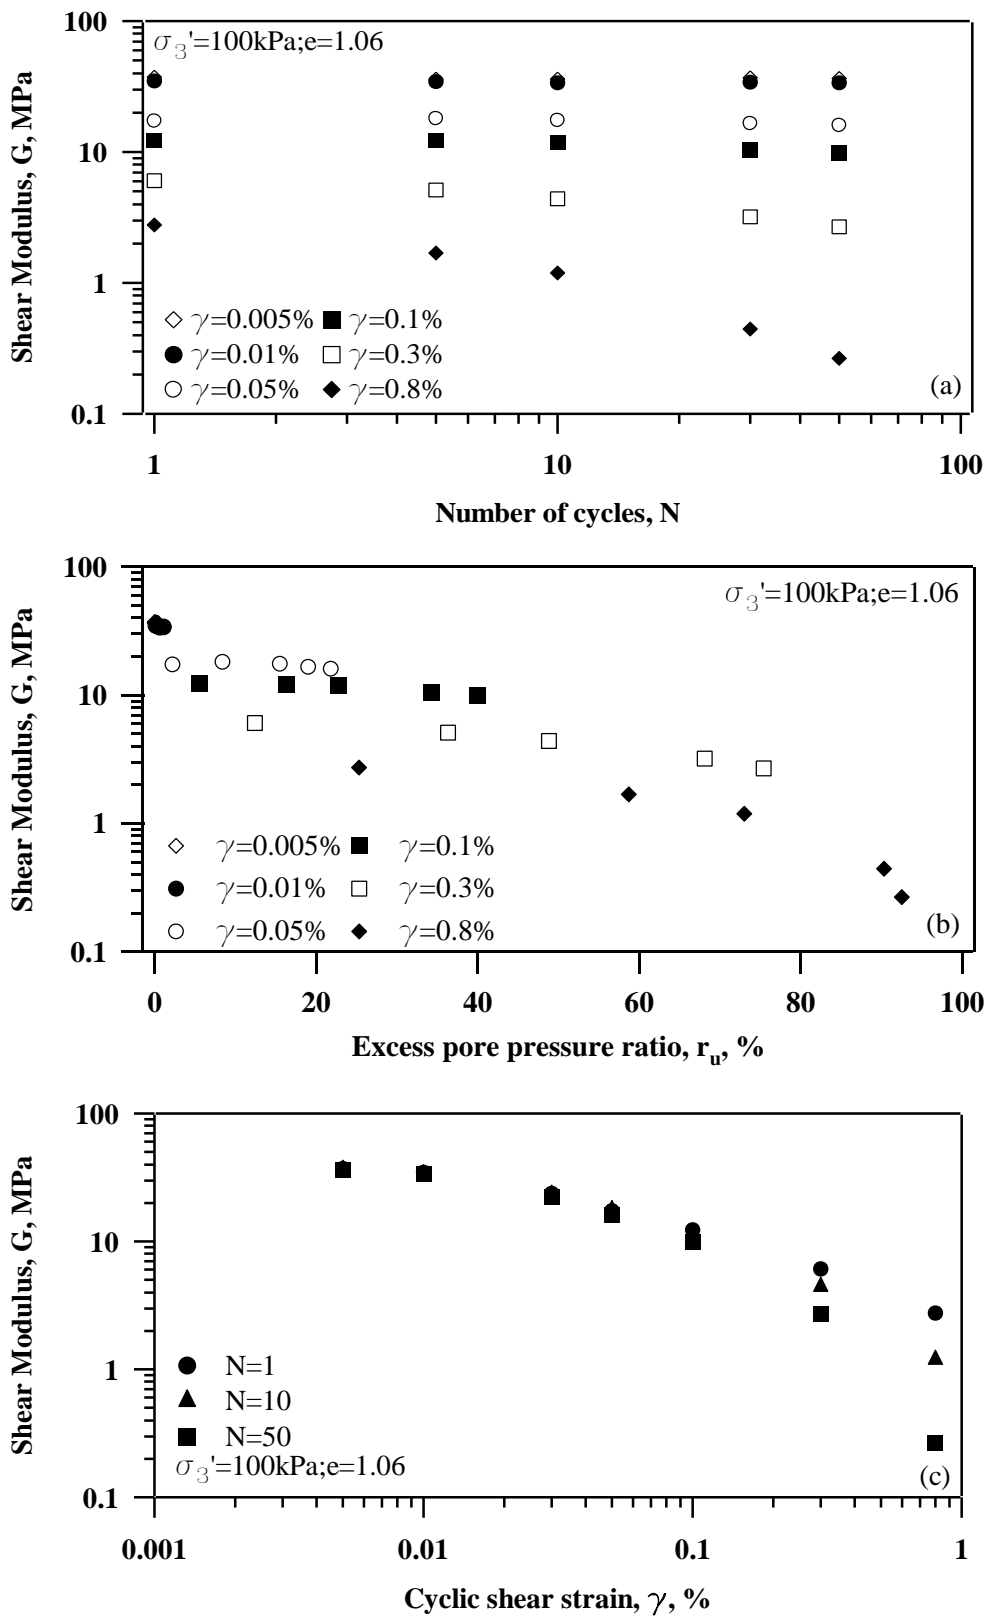 100
10
1
0.1
Shear Modulus, G, MPa
σ3'=100kPa;e=1.06
γ=0.005% γ=0.1%
γ=0.01% γ=0.3%
γ=0.05% γ=0.8%
(a)
1 10 100
Number of cycles, N
100
10
1
0.1
Shear Modulus, G, MPa
σ3'=100kPa;e=1.06
γ=0.005% γ=0.1%
γ=0.01% γ=0.3%
γ=0.05% γ=0.8%
(b)
0 20 40 60 80 100
Excess pore pressure ratio, ru, %
100
10
1
0.1
Shear Modulus, G, MPa
N=1
N=10
N=50
σ3'=100kPa;e=1.06
(c)
0.001 0.01 0.1 1
Cyclic shear strain, γ, %